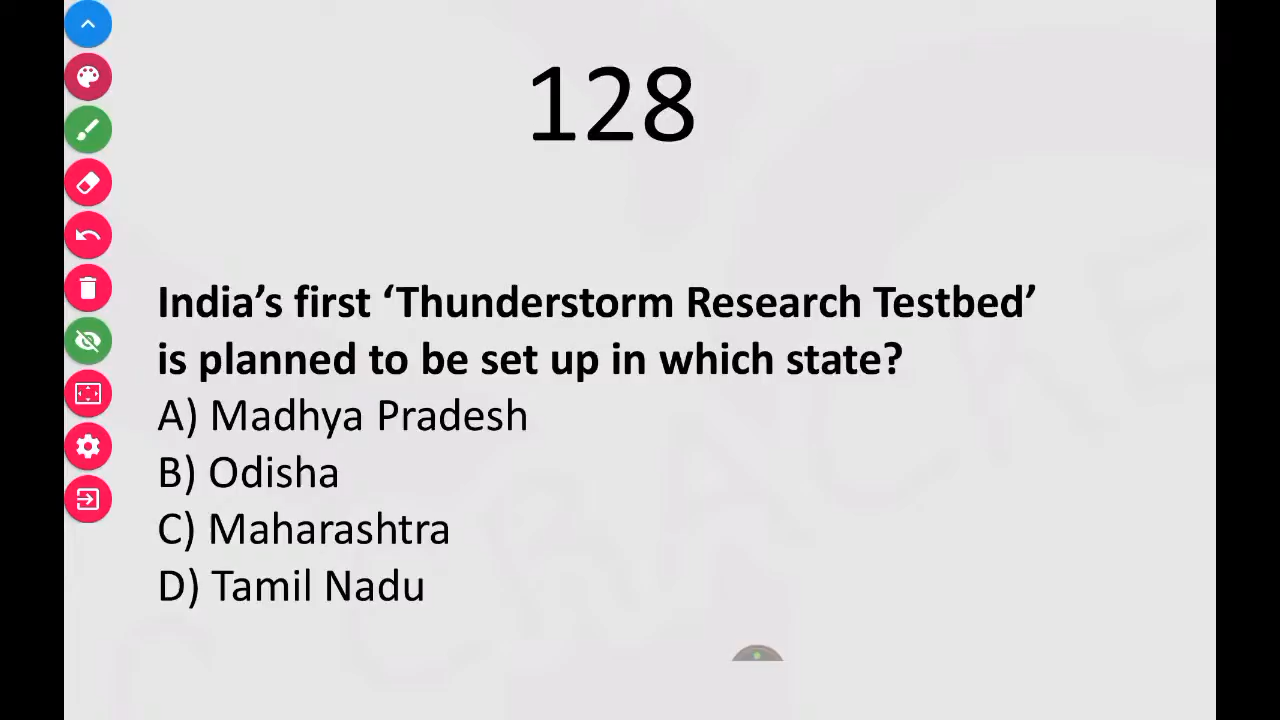 128
India’s first ‘Thunderstorm Research Testbed’
is planned to be set up in which state?
A) Madhya Pradesh
B) Odisha
C) Maharashtra
D) Tamil Nadu